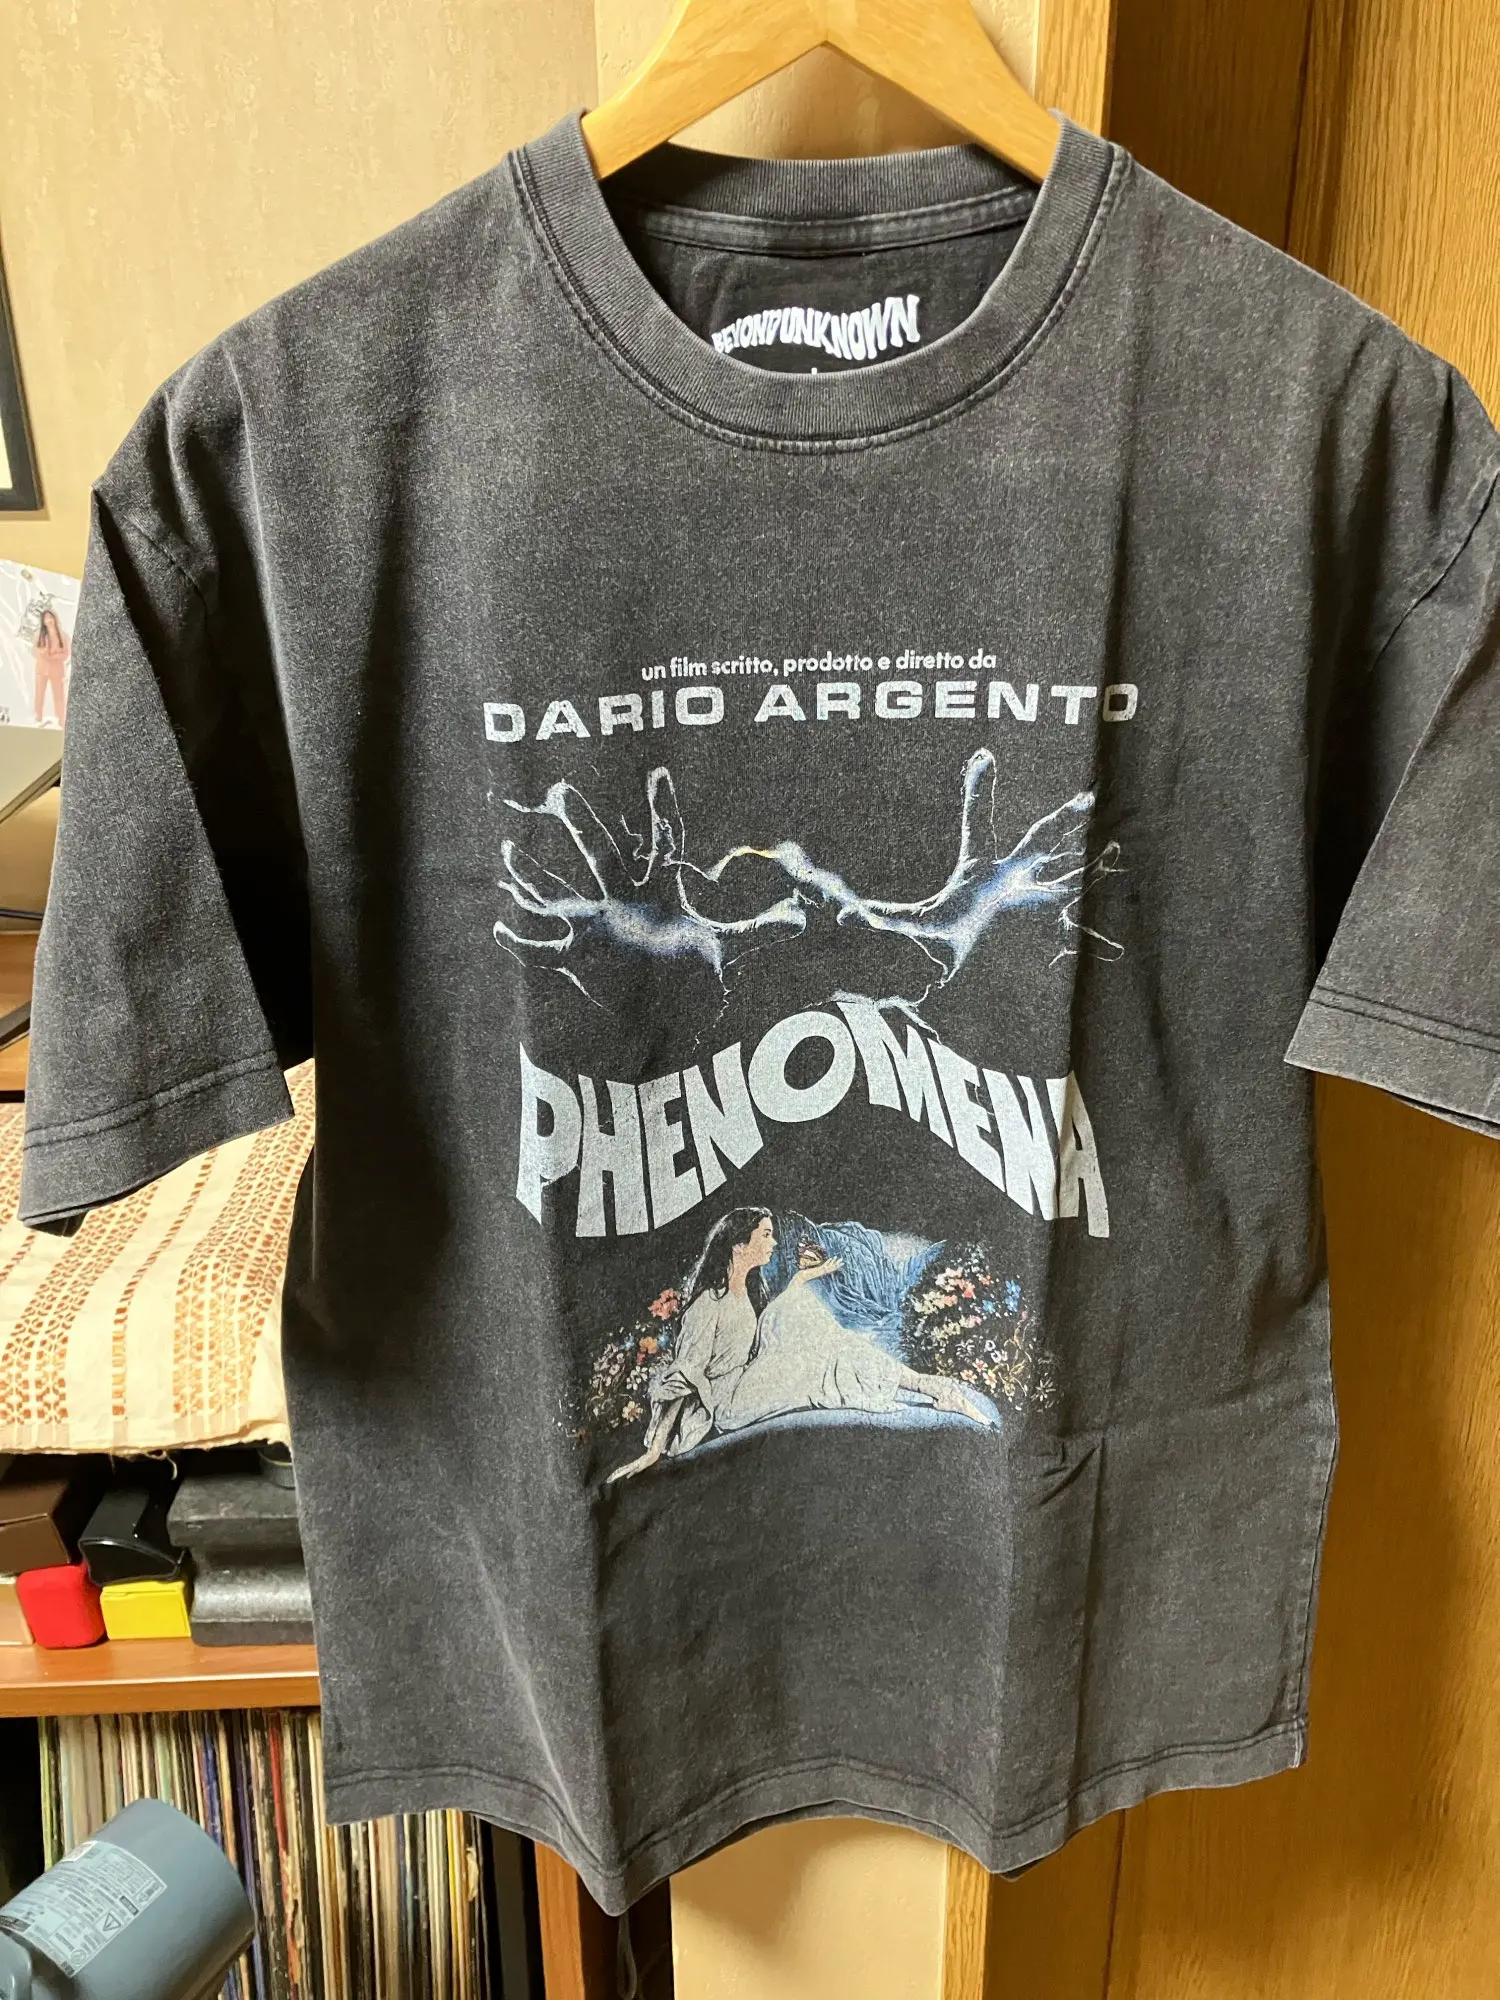 BEYOND UNKNOWN
un film scritto, prodotto e diretto da
DARIO ARGENTO
PHENOMENA